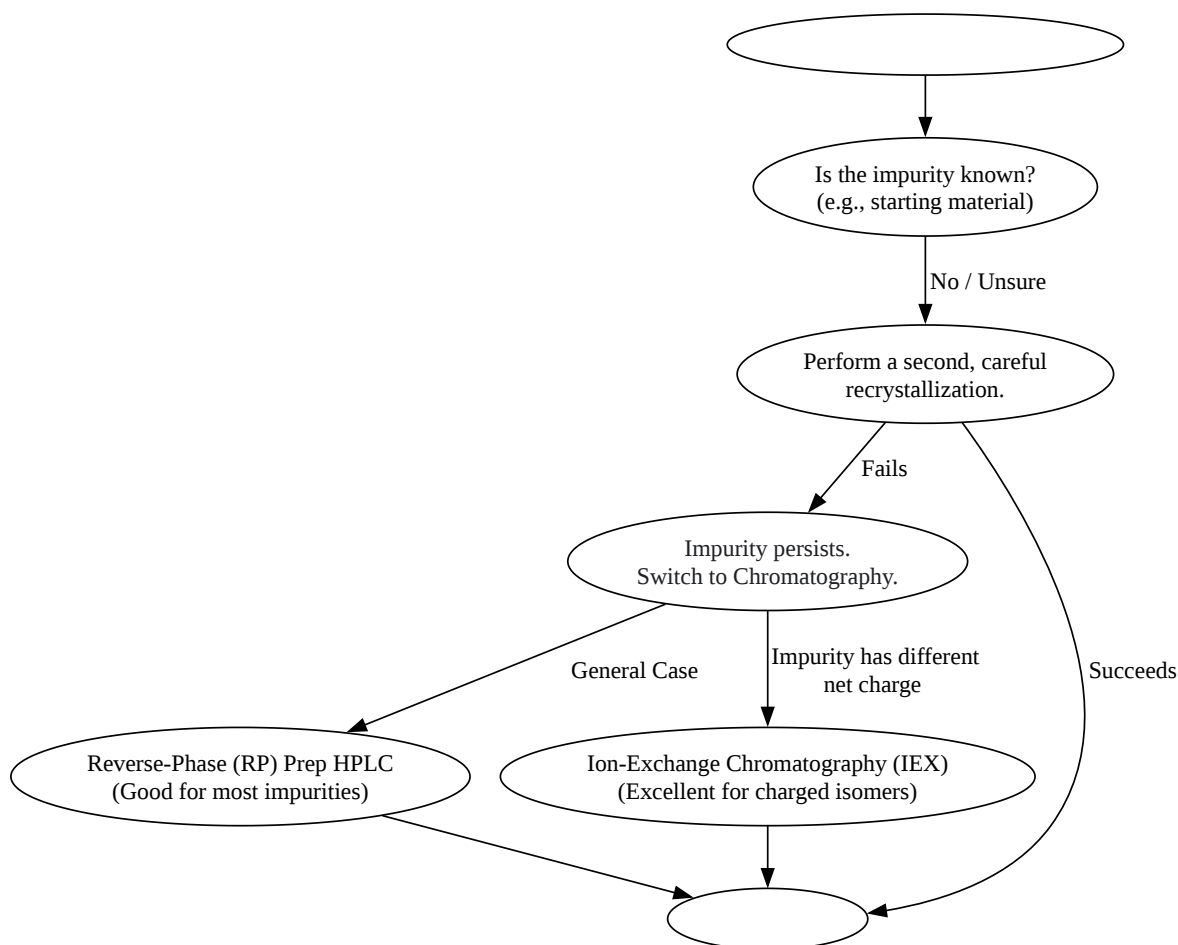 Is the impurity known?
(e.g., starting material)
No / Unsure
Perform a second, careful
recrystallization.
Fails
Impurity persists.
Switch to Chromatography.
General Case
Impurity has different
net charge
Succeeds
Reverse-Phase (RP) Prep HPLC
(Good for most impurities)
Ion-Exchange Chromatography (IEX)
(Excellent for charged isomers)